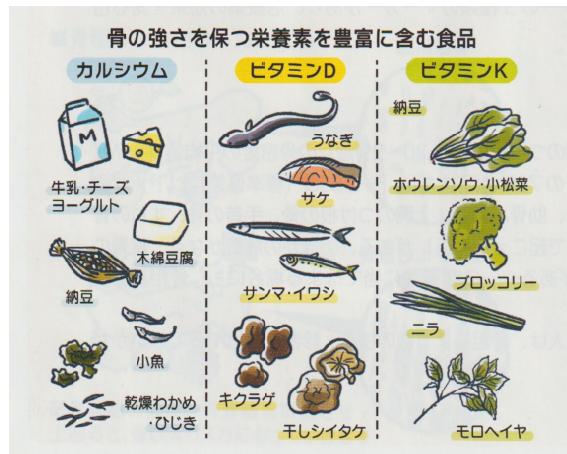 骨の強さを保つ栄養素を豊富に含む食品
カルシウム
M
牛乳・チーズ
ヨーグルト
木綿豆腐
納豆
小魚
乾燥わかめ
・ひじき
ビタミンD
うなぎ
サケ
サンマ・イワシ
キクラゲ
干しシイタケ
ビタミンK
納豆
ホウレンソウ・小松菜
ブロッコリー
ニラ
モロヘイヤ